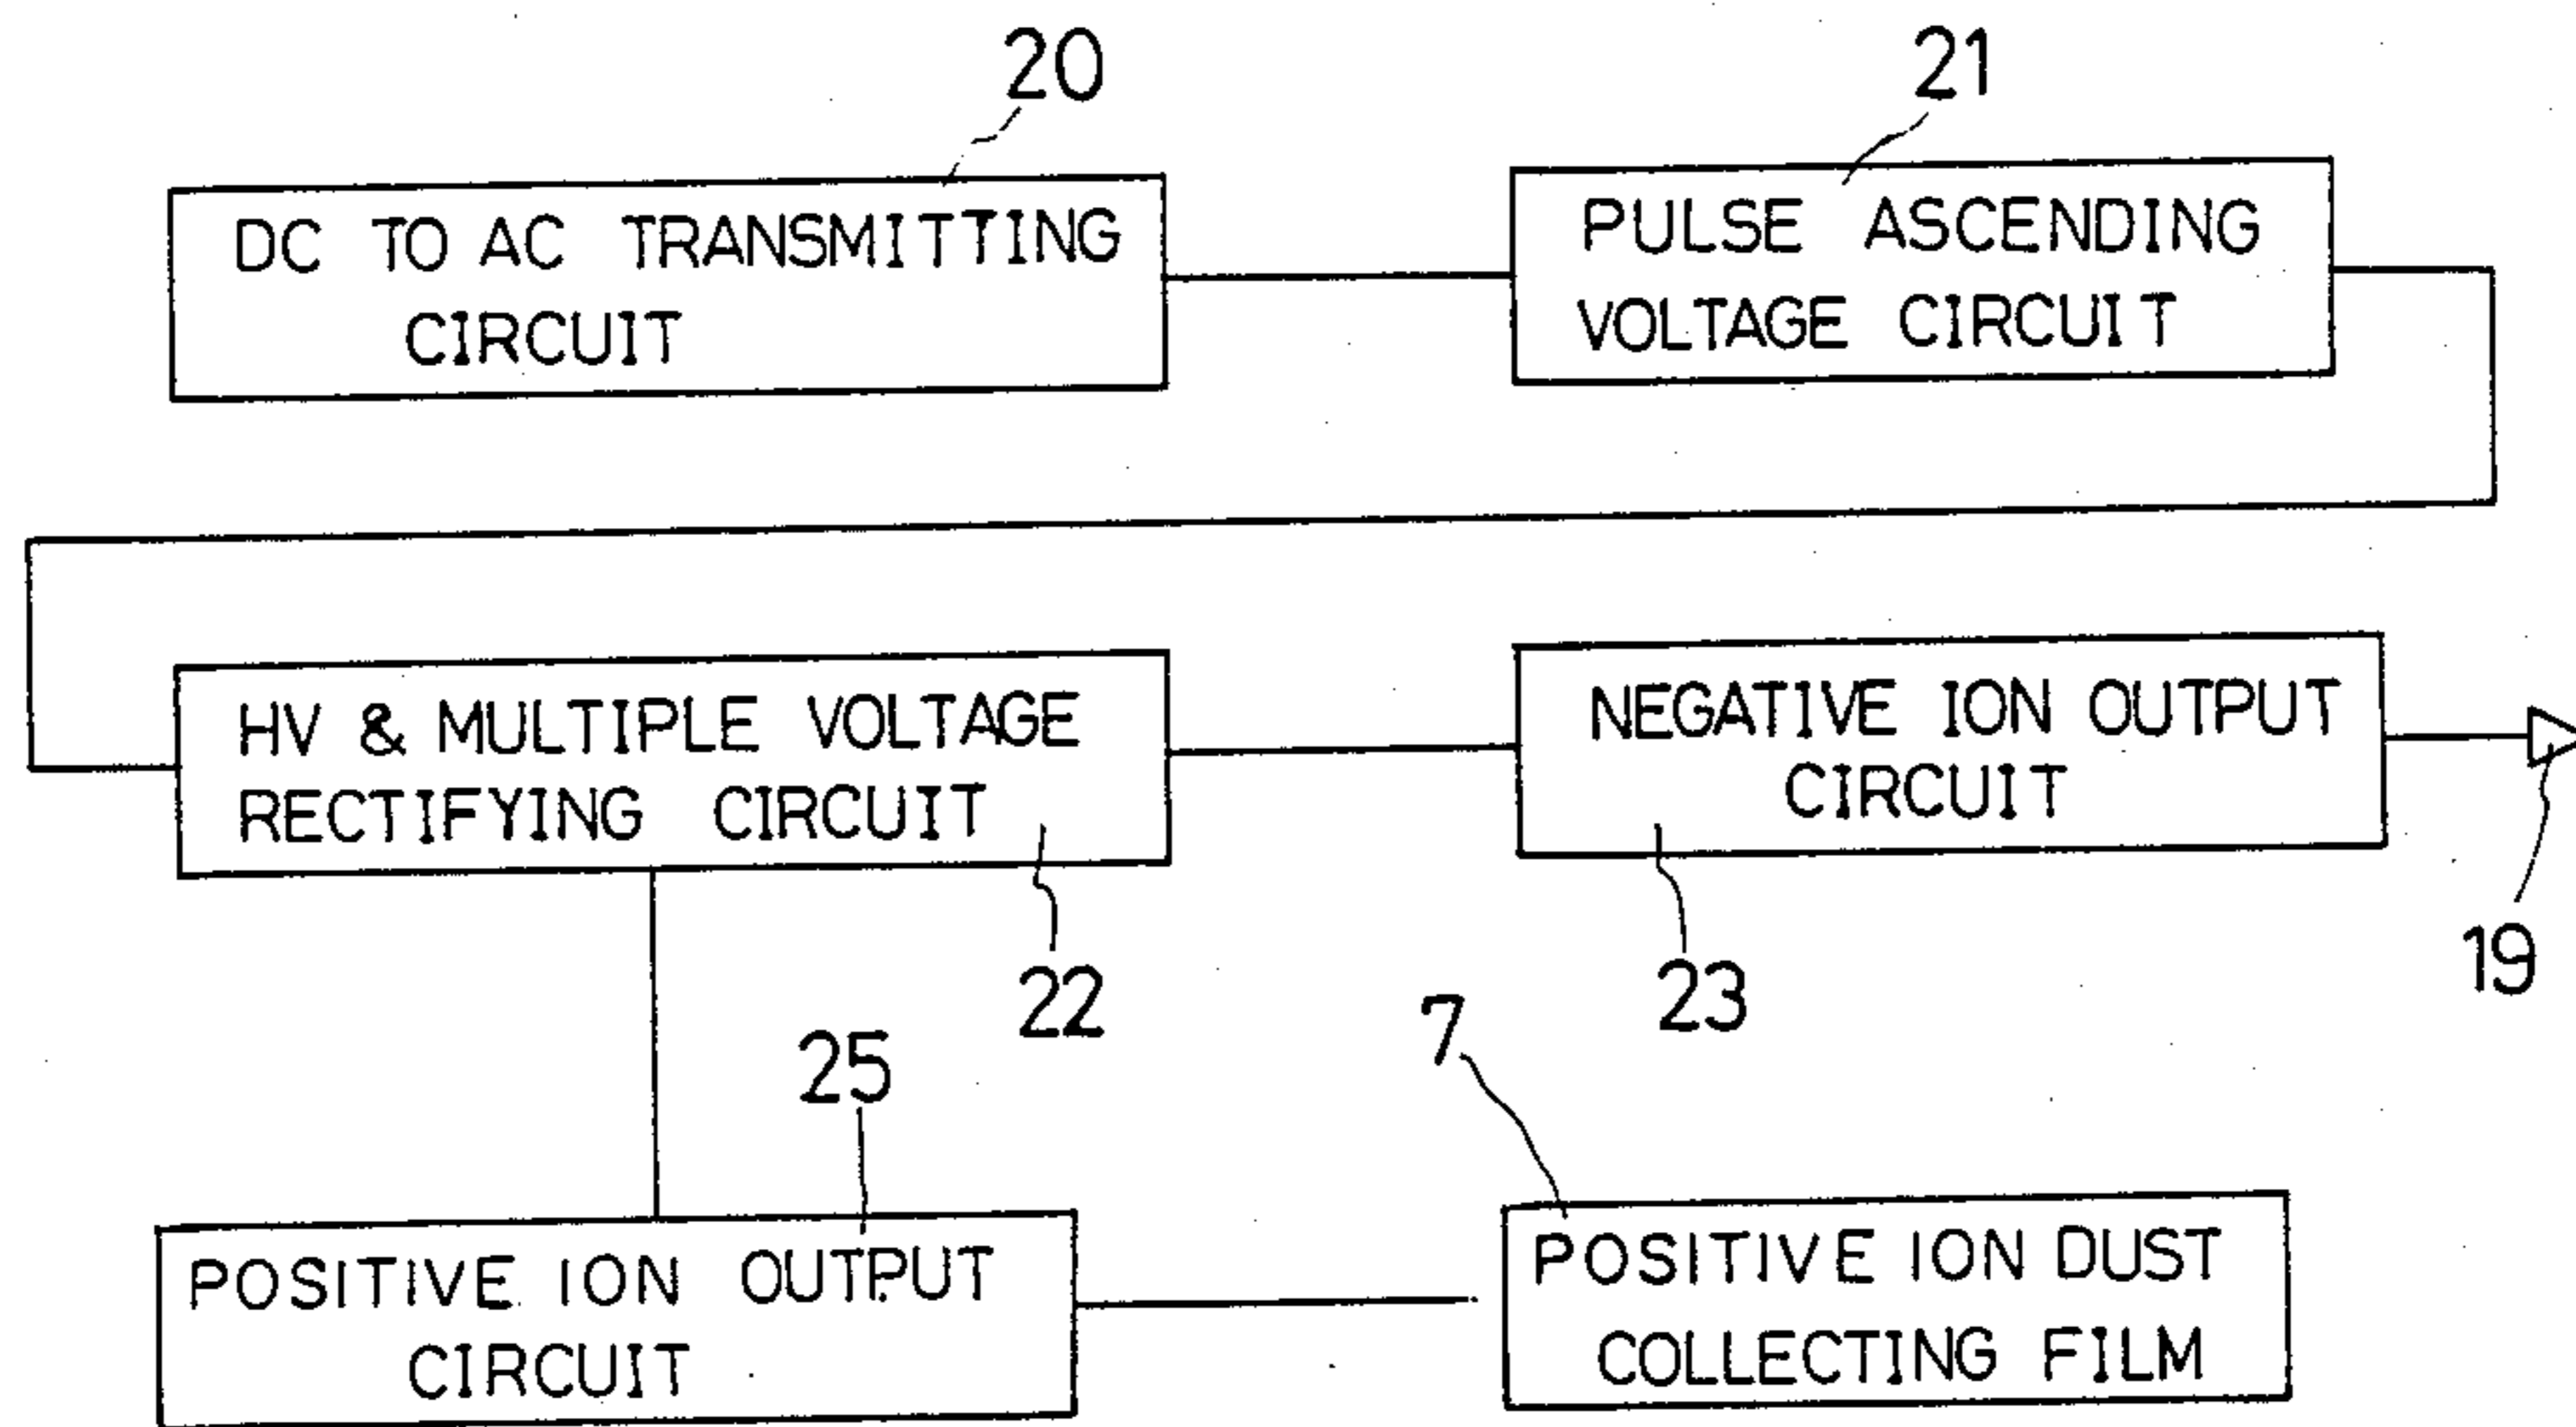 20
21
DC TO AC TRANSMITTING
CIRCUIT
PULSE ASCENDING
VOLTAGE CIRCUIT
HV & MULTIPLE VOLTAGE
RECTIFYING CIRCUIT
NEGATIVE ION OUTPUT
CIRCUIT
22
23
19
25
7
POSITIVE ION OUTPUT
CIRCUIT
POSITIVE ION DUST
COLLECTING FILM